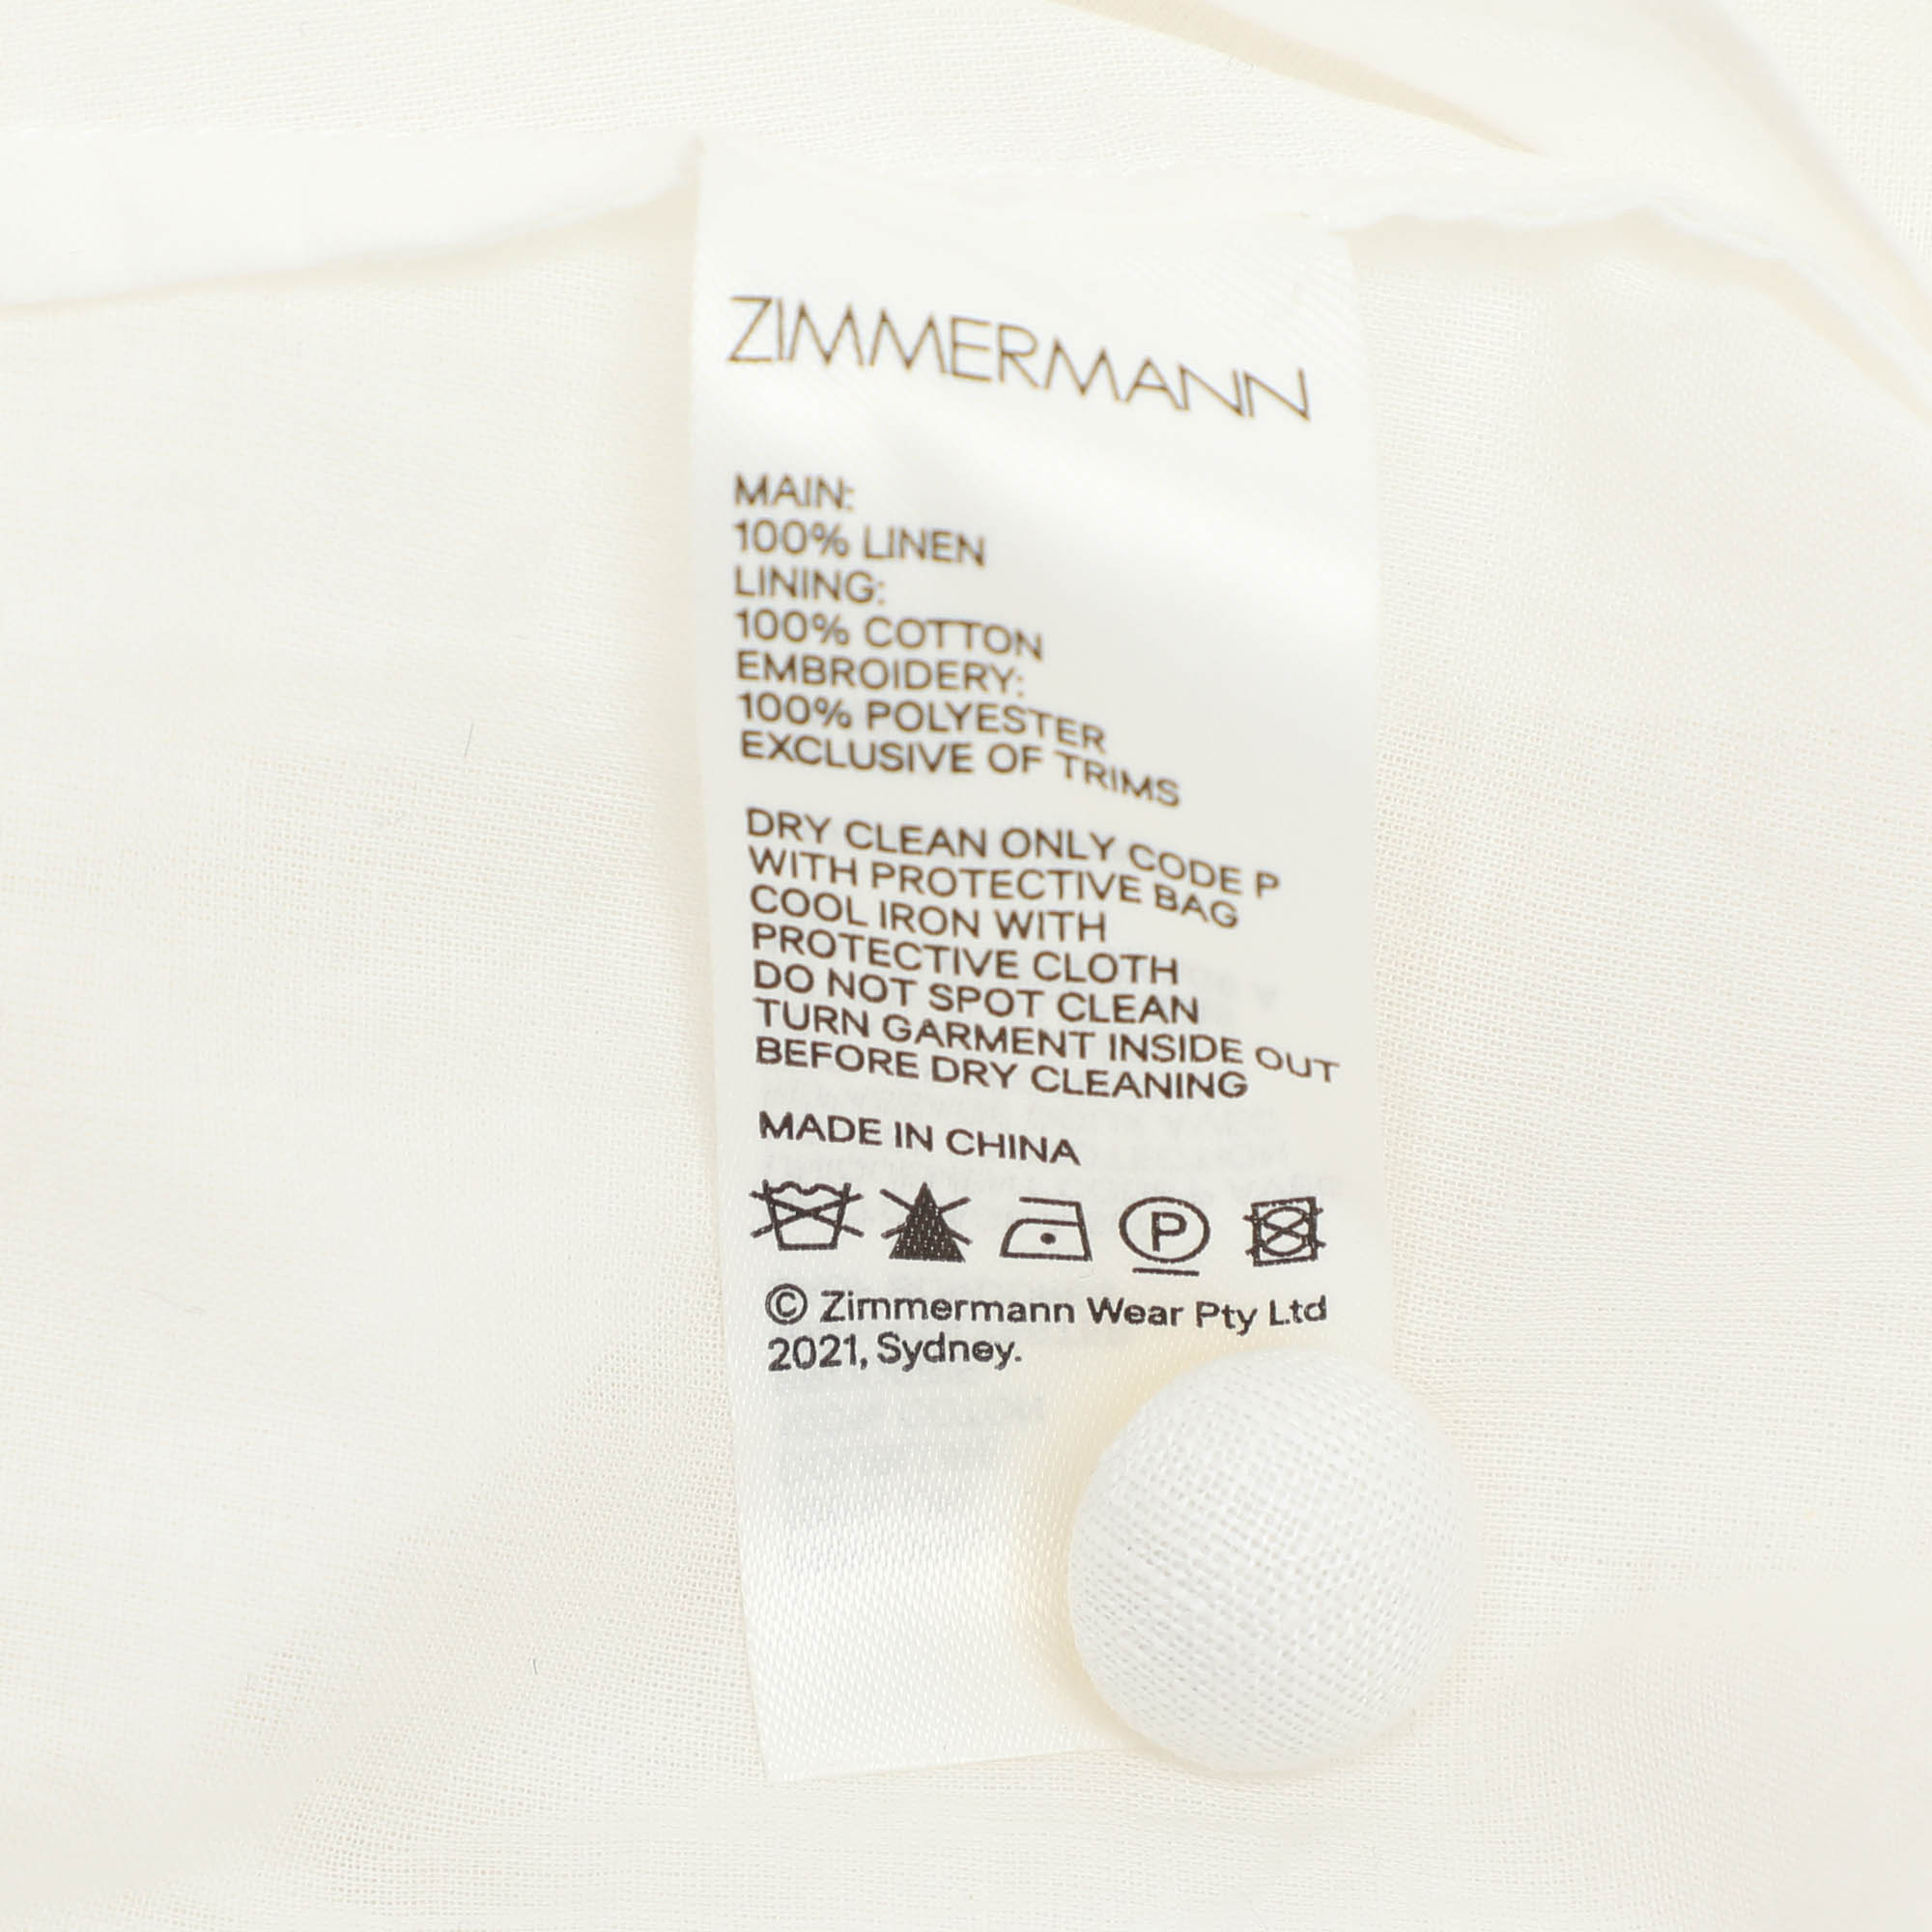 ZIMMERMANN
MAIN:
100% LINEN
LINING:
100% COTTON
EMBROIDERY:
100% POLYESTER
EXCLUSIVE OF TRIMS
DRY CLEAN ONLY CODE P
WITH PROTECTIVE BAG
COOL IRON WITH
PROTECTIVE CLOTH
DO NOT SPOT CLEAN
TURN GARMENT INSIDE OUT
BEFORE DRY CLEANING
MADE IN CHINA
P
© Zimmermann Wear Pty Ltd
2021, Sydney.